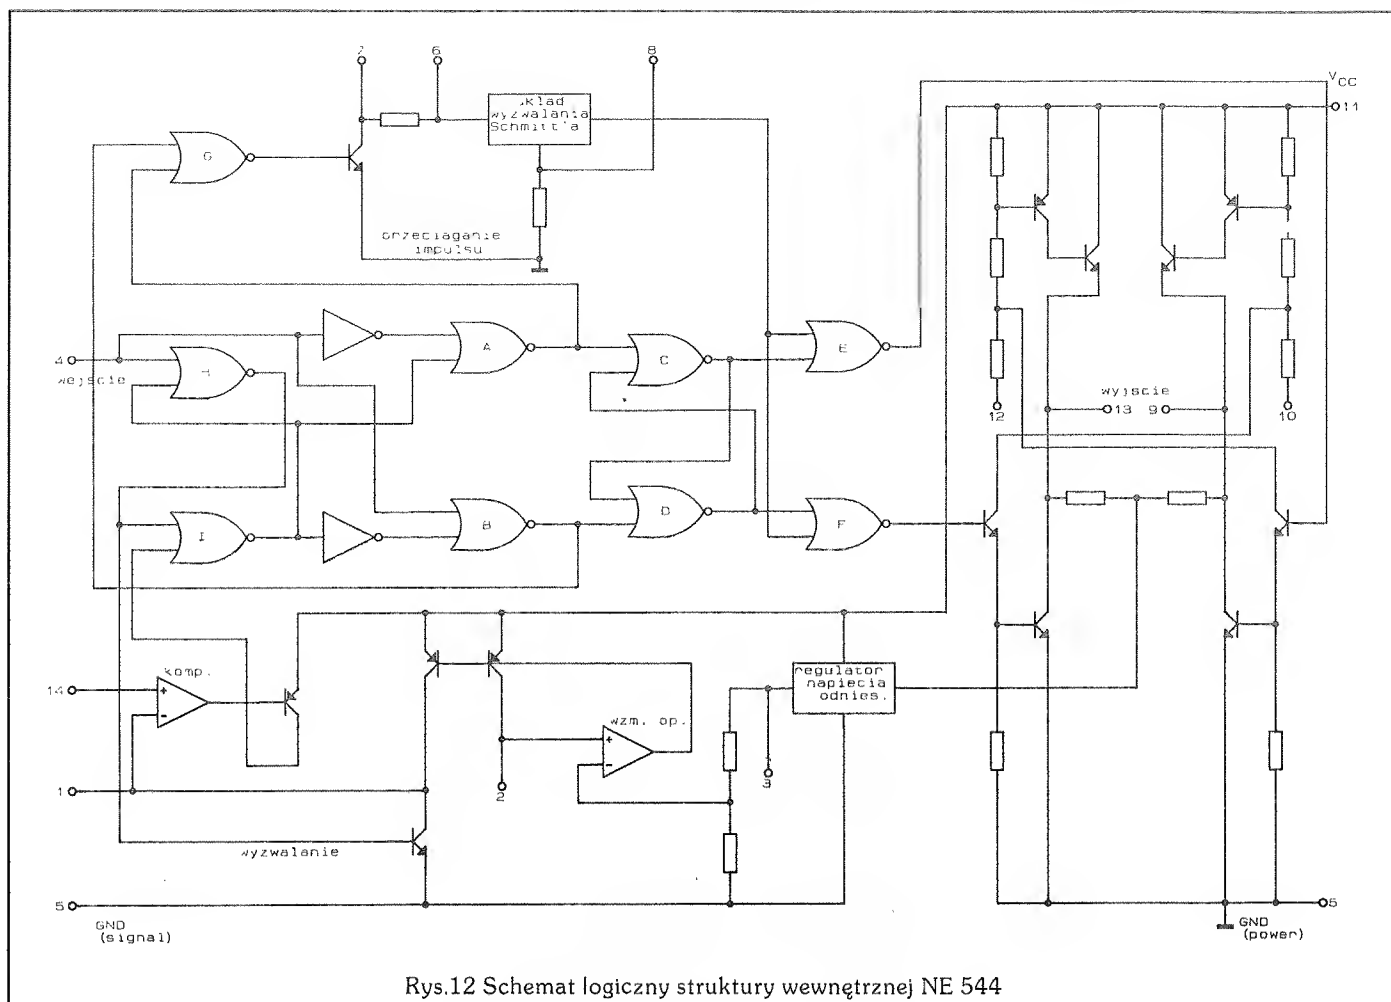 7 6 8
układ
wyzwalania
Schmitt'a
VCC
11
G
przeciąganie
impulsu
4
wejście
H
A
C
E
wyjście
12 13 9 10
I
B
D
F
komp.
14
wzm. op.
regulator
napięcia
odnies.
1
2
3
wyzwalanie
5
GND
(signal)
5
GND
(power)
Rys.12 Schemat logiczny struktury wewnętrznej NE 544